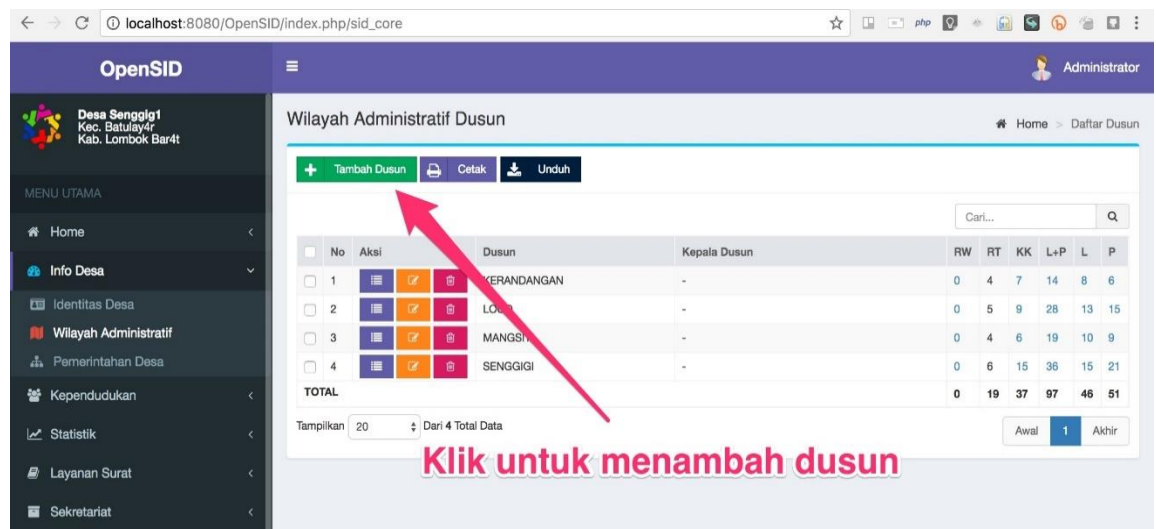 localhost:8080/OpenSID/index.php/sid_core
php
OpenSID
Administrator
Desa Senggig1
Kec. Batulay4r
Kab. Lombok Bar4t
Wilayah Administratif Dusun
Home > Daftar Dusun
Tambah Dusun Cetak Unduh
MENU UTAMA
Cari...
Home
Info Desa
Identitas Desa
Wilayah Administratif
Pemerintahan Desa
Kependudukan
Statistik
Layanan Surat
Sekretariat
No Aksi Dusun Kepala Dusun RW RT KK L+P L P
1 KERANDANGAN - 0 4 7 14 8 6
2 - 0 5 9 28 13 15
3 - 0 4 6 19 10 9
4 SENGGIGI - 0 6 15 36 15 21
TOTAL 0 19 37 97 46 51
Tampilkan 20 Dari 4 Total Data
Awal 1 Akhir
Klik untuk menambah dusun